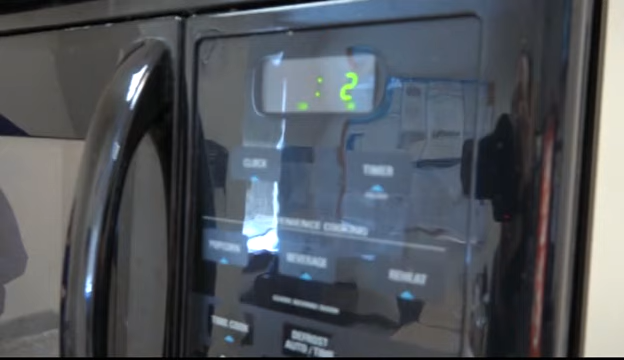 : 2
CLOCK TIMER
CONVENIENCE COOKING
POPCORN BEVERAGE REHEAT
TIME COOK DEFROST
AUTO/TIME